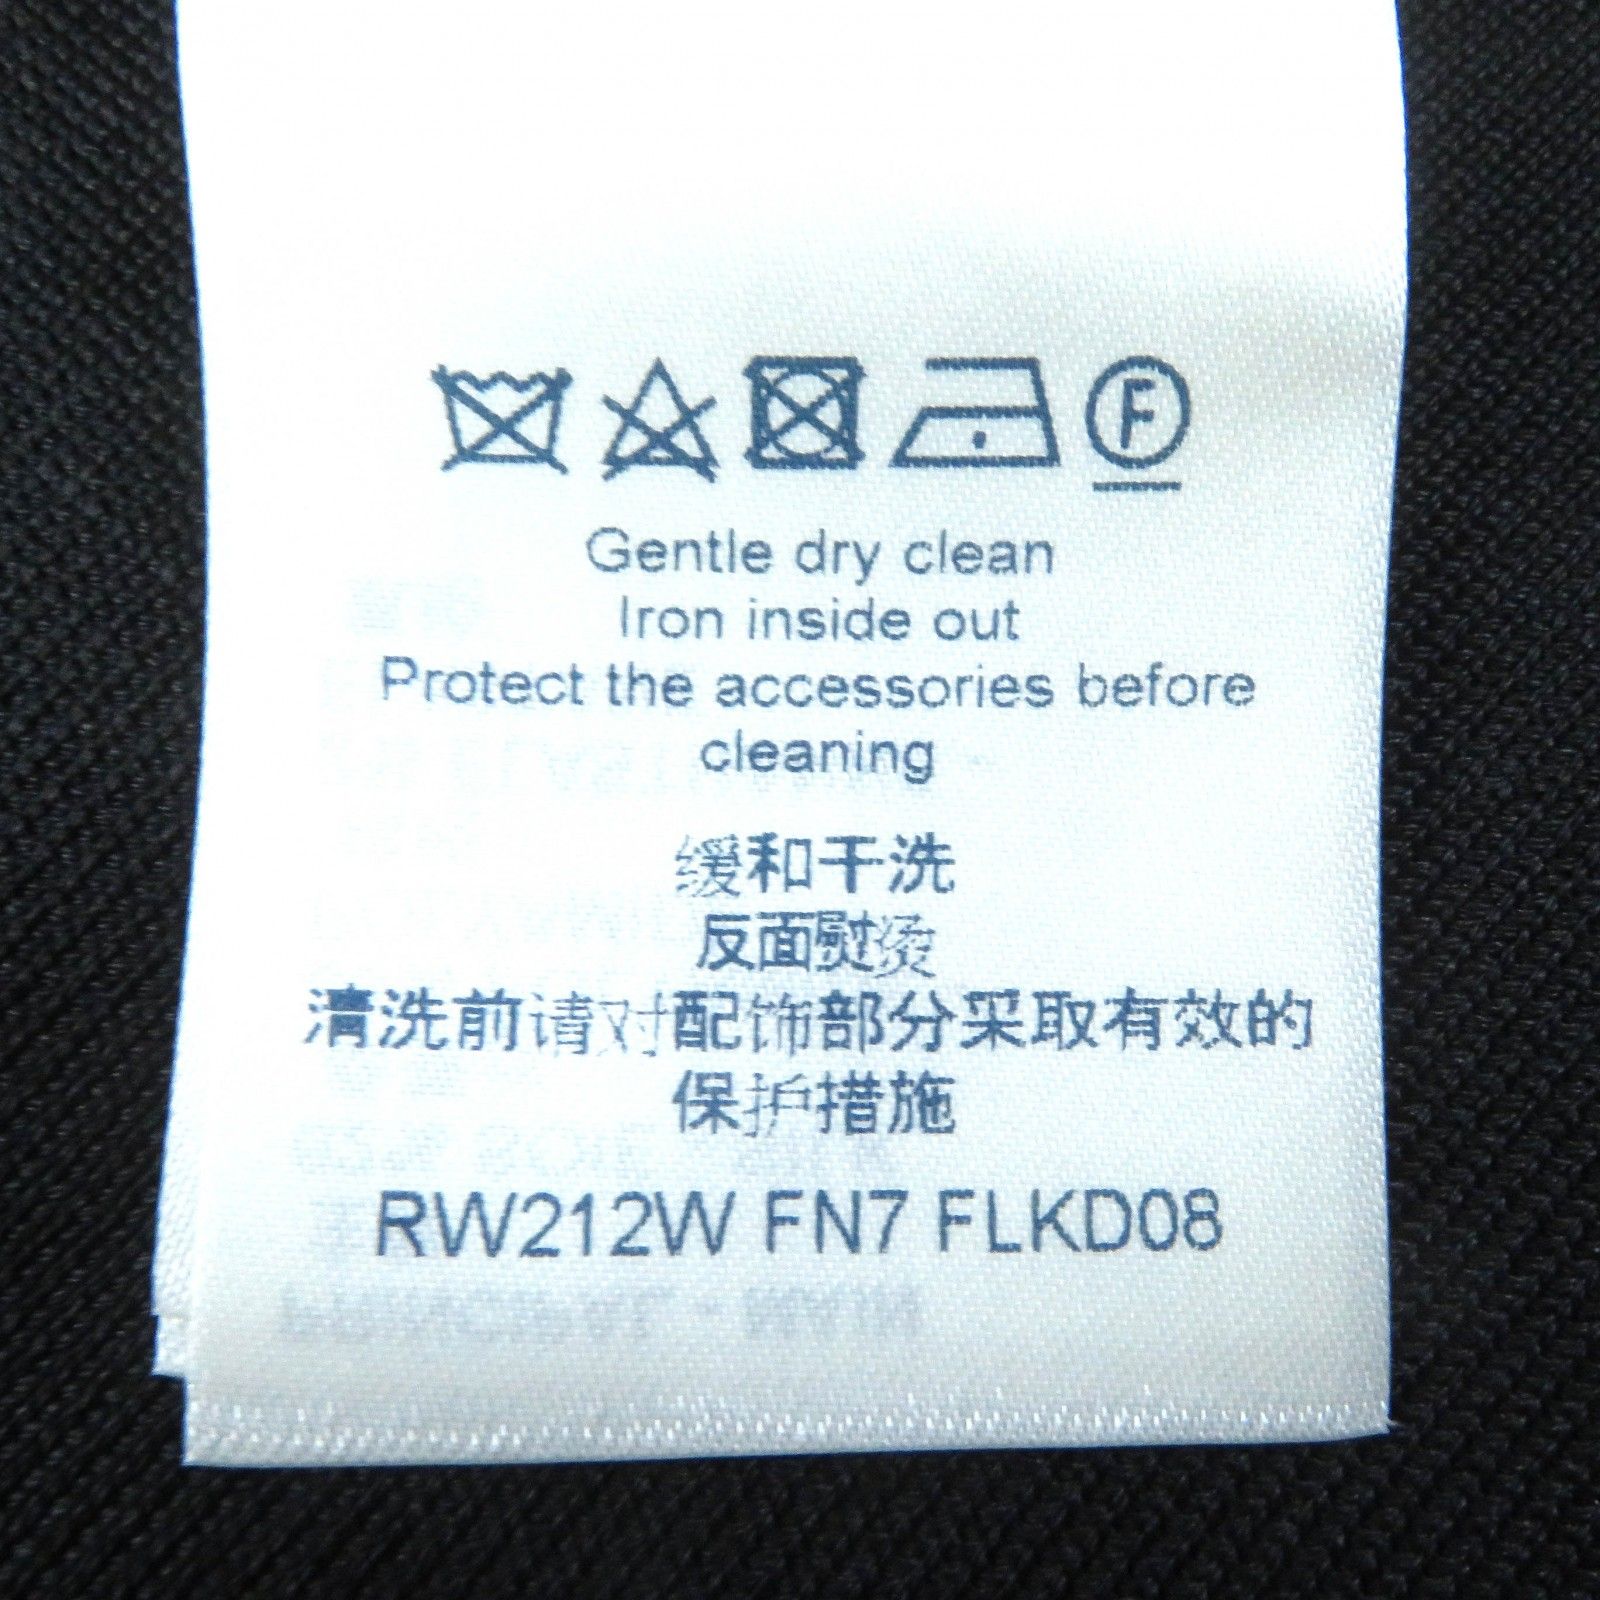 F
Gentle dry clean
Iron inside out
Protect the accessories before
cleaning
缓和干洗
反面熨烫
清洗前请对配饰部分采取有效的
保护措施
RW212W FN7 FLKD08